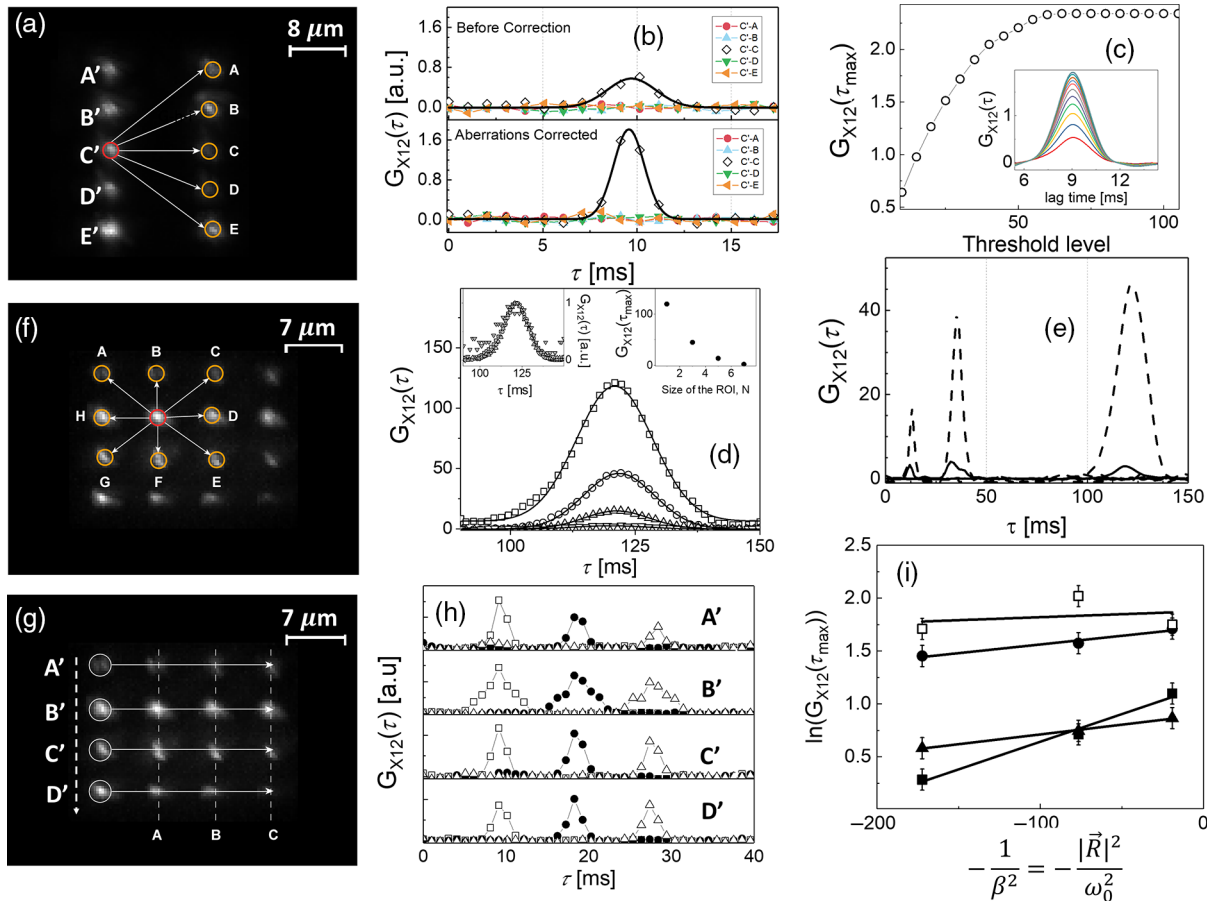 (a)
8 μm
A'
B'
C'
D'
E'
A
B
C
D
E
(b)
Before Correction
C'-A
C'-B
C'-C
C'-D
C'-E
Aberrations Corrected
C'-A
C'-B
C'-C
C'-D
C'-E
G_X12(τ) [a.u.]
1.6
0.8
0.0
1.6
0.8
0.0
0 5 10 15
τ [ms]
(c)
G_X12(τ_max)
2.0
1.5
1.0
0.5
50 100
Threshold level
G_X12(τ)
1
0
6 9 12
lag time [ms]
(f)
7 μm
A B C
H D
G F E
(d)
G_X12(τ)
150
100
50
0
100 125 150
τ [ms]
G_X12(τ) [a.u.]
1
0
100 125
τ [ms]
G_X12(τ_max)
100
50
0
2 4 6
Size of the ROI, N
(e)
G_X12(τ)
40
20
0
0 50 100 150
τ [ms]
(g)
7 μm
A'
B'
C'
D'
A B C
(h)
A'
B'
C'
D'
G_X12(τ) [a.u]
0 10 20 30 40
τ [ms]
(i)
ln(G_X12(τ_max))
2.5
2.0
1.5
1.0
0.5
0.0
-200 -100 0
− 1/β² = − |R⃗|²/ω₀²